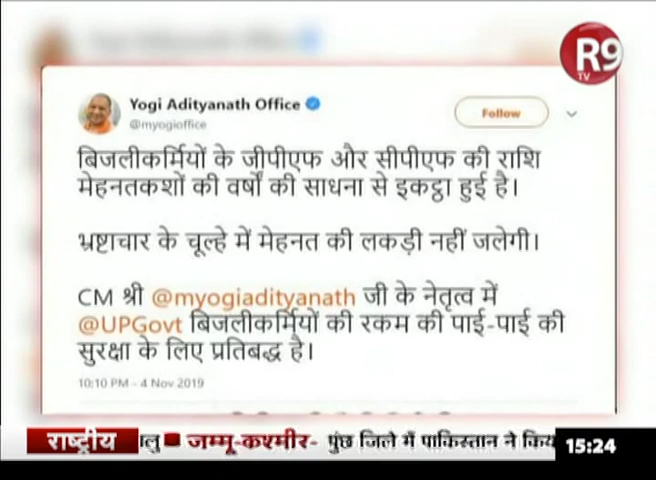 R9
TV
Yogi Adityanath Office
@myogioffice
Follow
बिजलीकर्मियों के जीपीएफ और सीपीएफ की राशि
मेहनतकशों की वर्षों की साधना से इकट्ठा हुई है।
भ्रष्टाचार के चूल्हे में मेहनत की लकड़ी नहीं जलेगी।
CM श्री @myogiadityanath जी के नेतृत्व में
@UPGovt बिजलीकर्मियों की रकम की पाई-पाई की
सुरक्षा के लिए प्रतिबद्ध है।
10:10 PM - 4 Nov 2019
राष्ट्रीय
लु जम्मू-कश्मीर- पुंछ जिले में पाकिस्तान ने किय
15:24